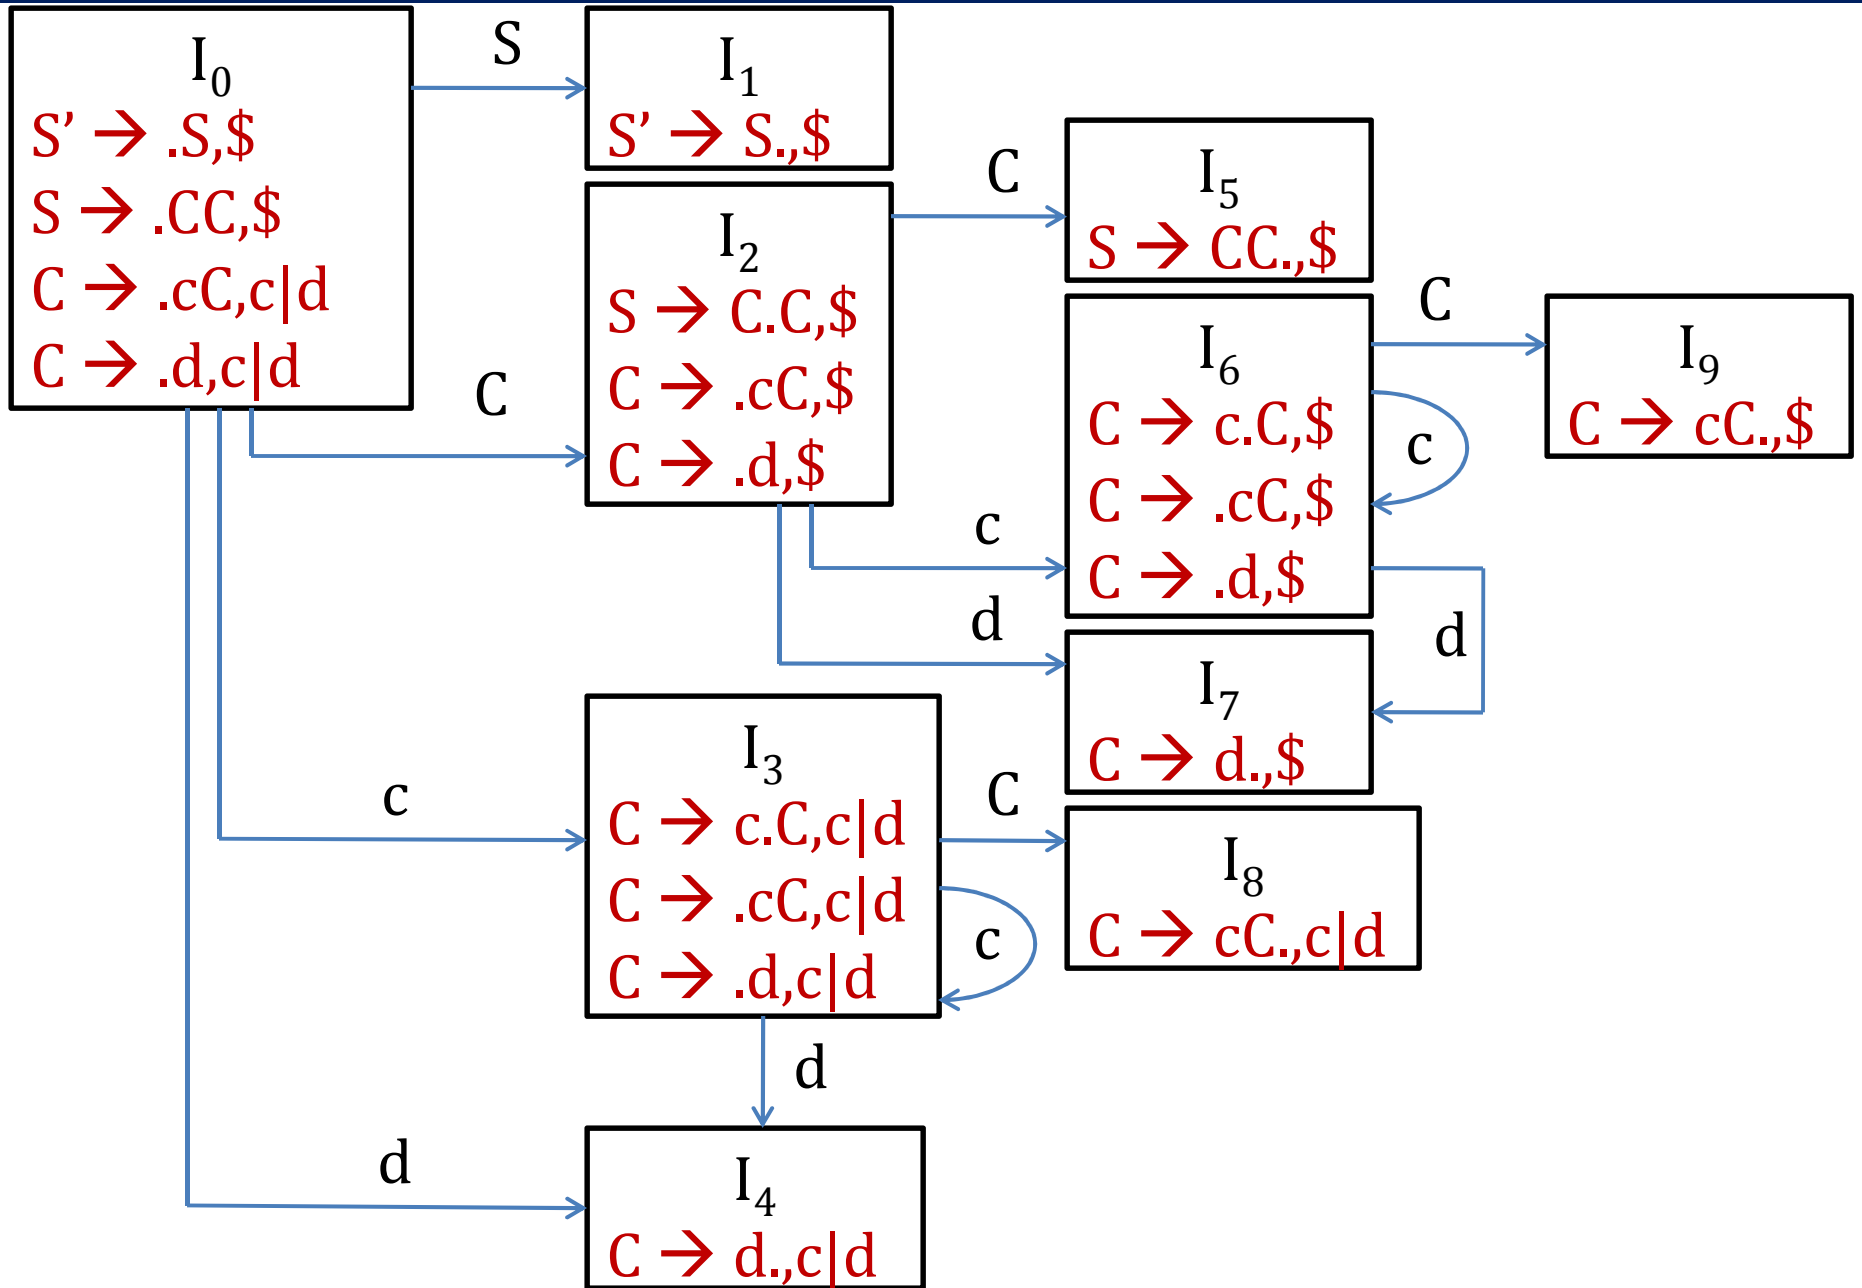 I₀
S’ → .S,$
S → .CC,$
C → .cC,c|d
C → .d,c|d
S
C
c
d
I₁
S’ → S.,$
I₂
S → C.C,$
C → .cC,$
C → .d,$
C
c
d
I₃
C → c.C,c|d
C → .cC,c|d
C → .d,c|d
C
c
d
I₄
C → d.,c|d
I₅
S → CC.,$
I₆
C → c.C,$
C → .cC,$
C → .d,$
C
c
d
I₇
C → d.,$
I₈
C → cC.,c|d
I₉
C → cC.,$